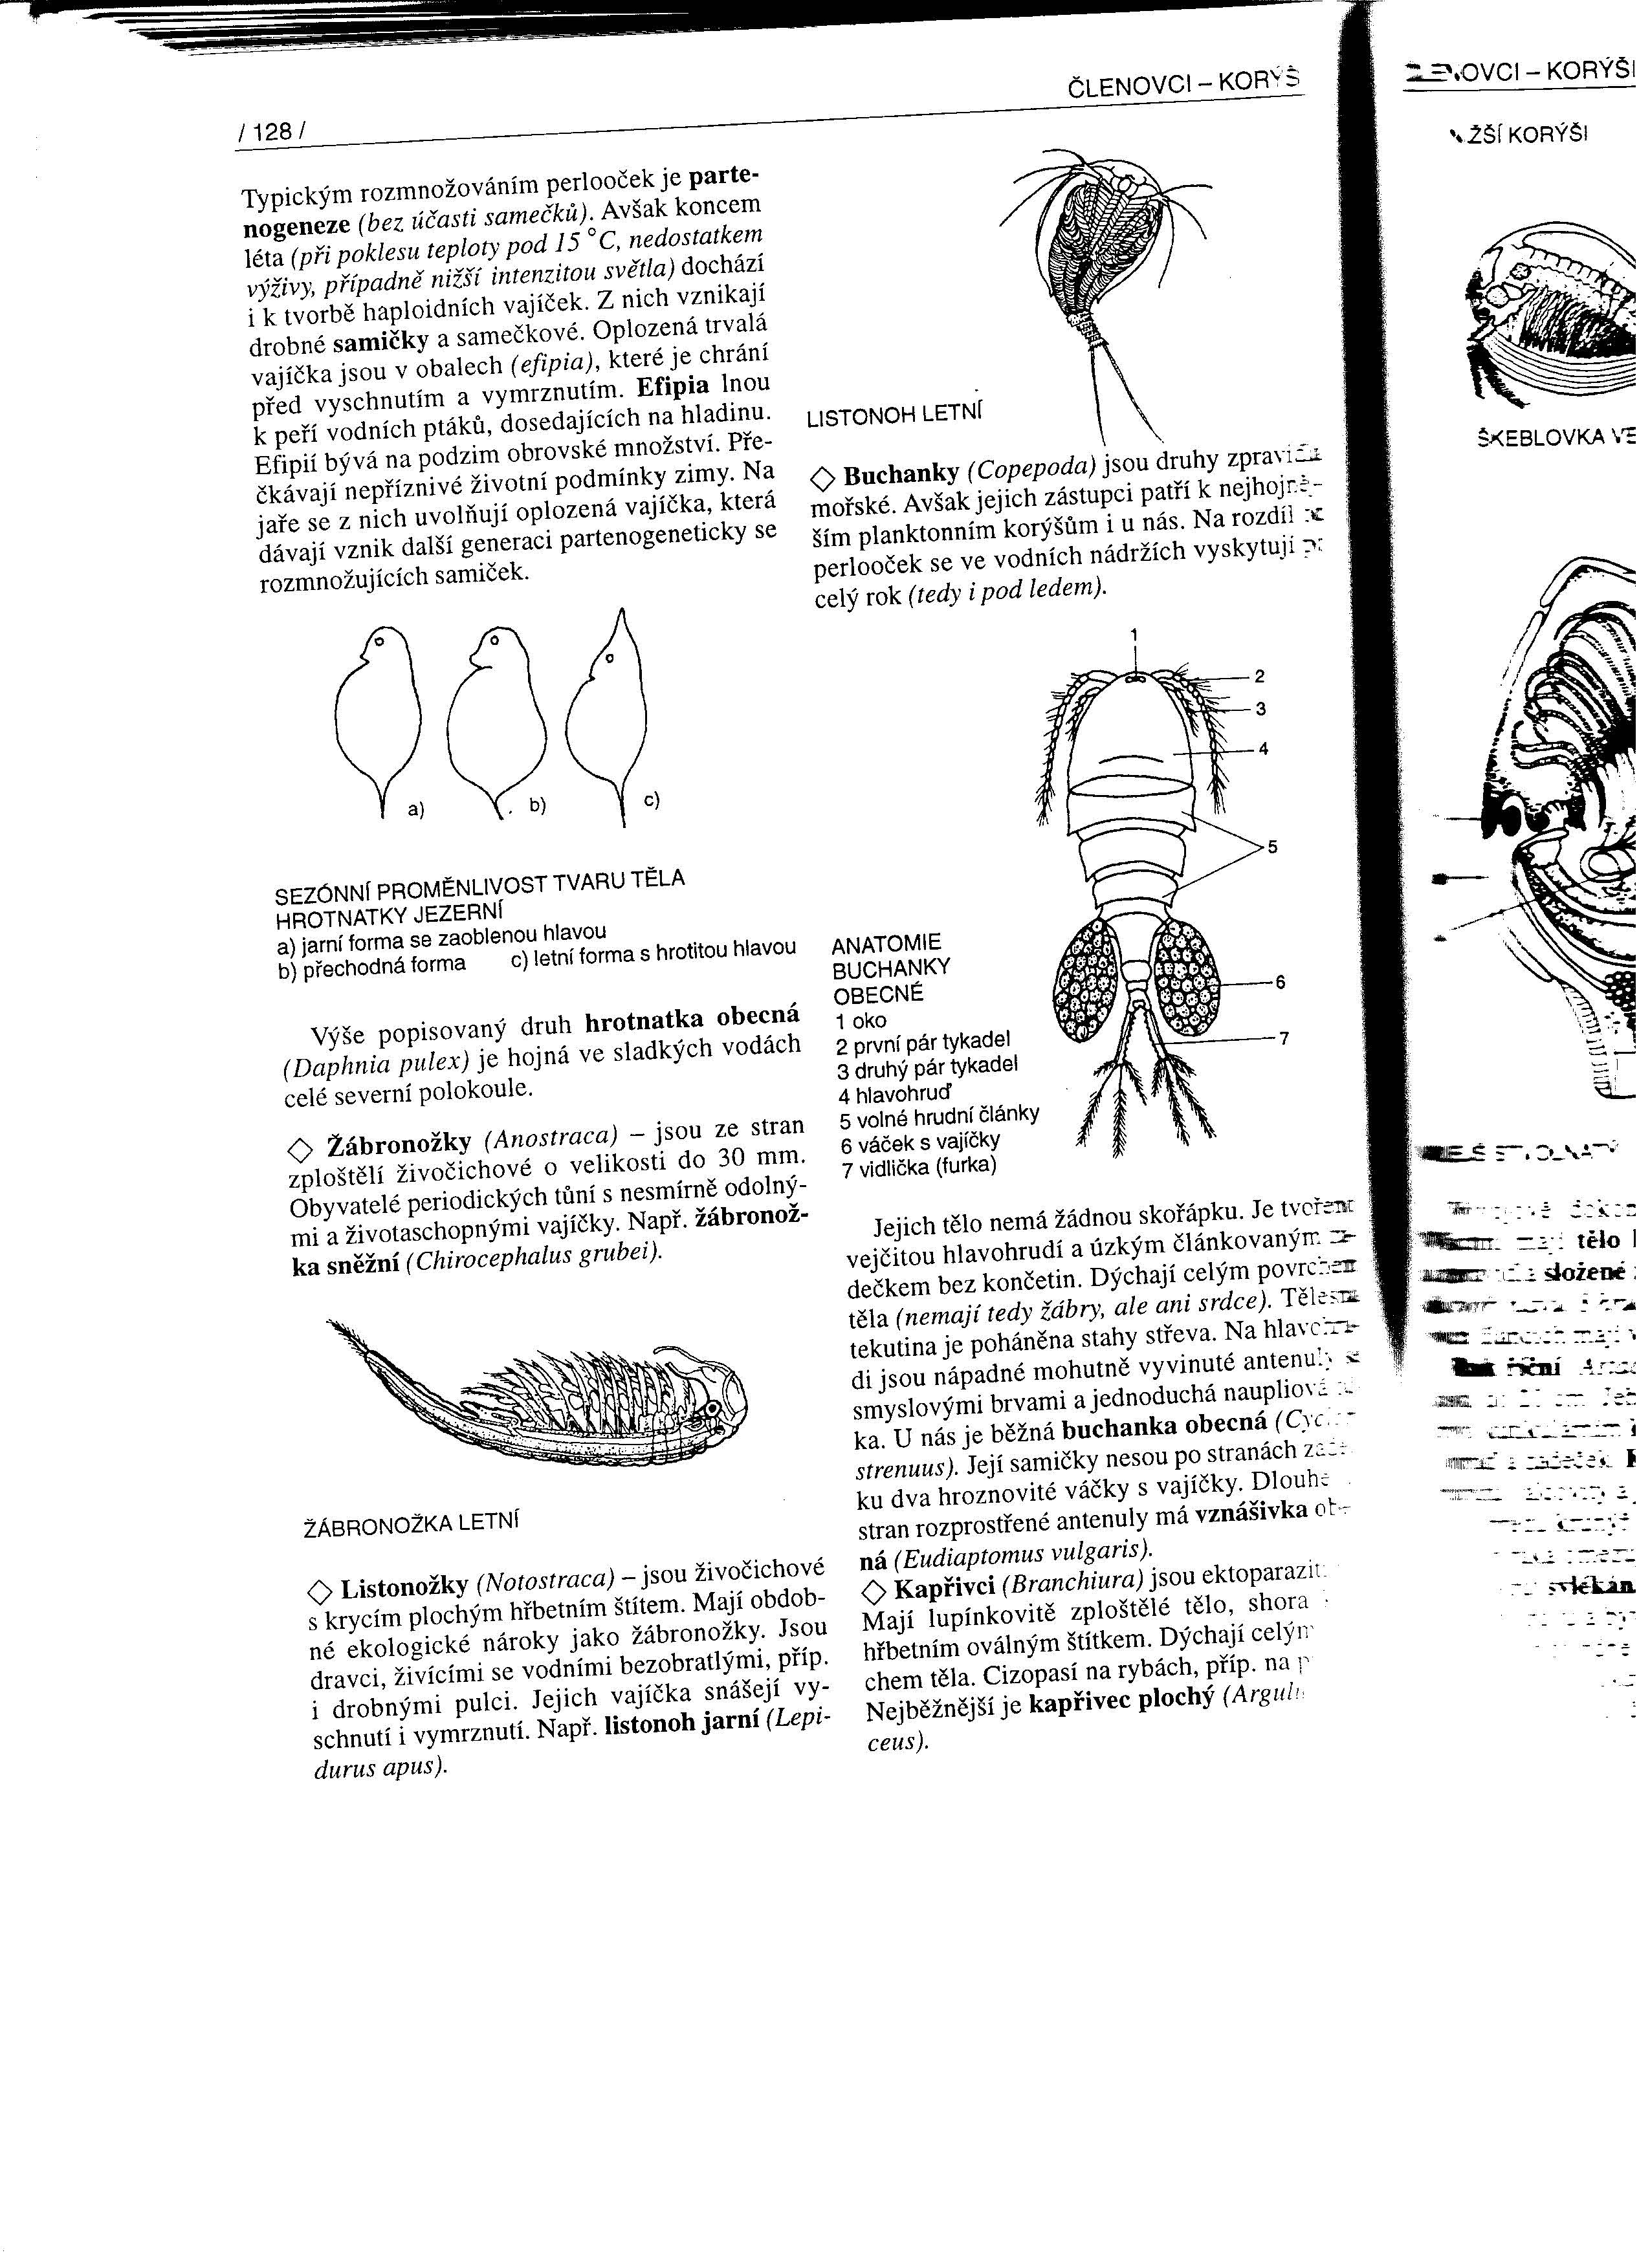 / 128 /
ČLENOVCI – KORÝŠ
Typickým rozmnožováním perlooček je parte-
nogeneze (bez účasti samečků). Avšak koncem
léta (při poklesu teploty pod 15 °C, nedostatkem
výživy, případně nižší intenzitou světla) dochází
i k tvorbě haploidních vajíček. Z nich vznikají
drobné samičky a samečkové. Oplozená trvalá
vajíčka jsou v obalech (efipia), které je chrání
před vyschnutím a vymrznutím. Efipia lnou
k peří vodních ptáků, dosedajících na hladinu.
Efipií bývá na podzim obrovské množství. Pře-
čkávají nepříznivé životní podmínky zimy. Na
jaře se z nich uvolňují oplozená vajíčka, která
dávají vznik další generaci partenogeneticky se
rozmnožujících samiček.
a) b) c)
SEZÓNNÍ PROMĚNLIVOST TVARU TĚLA
HROTNATKY JEZERNÍ
a) jarní forma se zaoblenou hlavou
b) přechodná forma c) letní forma s hrotitou hlavou
Výše popisovaný druh hrotnatka obecná
(Daphnia pulex) je hojná ve sladkých vodách
celé severní polokoule.
◇ Žábronožky (Anostraca) – jsou ze stran
zploštělí živočichové o velikosti do 30 mm.
Obyvatelé periodických tůní s nesmírně odolný-
mi a životaschopnými vajíčky. Např. žábronož-
ka sněžní (Chirocephalus grubei).
ŽÁBRONOŽKA LETNÍ
◇ Listonožky (Notostraca) – jsou živočichové
s krycím plochým hřbetním štítem. Mají obdob-
né ekologické nároky jako žábronožky. Jsou
dravci, živícími se vodními bezobratlými, příp.
i drobnými pulci. Jejich vajíčka snášejí vy-
schnutí i vymrznutí. Např. listonoh jarní (Lepi-
durus apus).
LISTONOH LETNÍ
◇ Buchanky (Copepoda) jsou druhy
mořské. Avšak jejich zástupci patří k nejhojně-
ším planktonním korýšům i u nás. Na rozdíl
perlooček se ve vodních nádržích vyskytují
celý rok (tedy i pod ledem).
1
2
3
4
5
6
7
ANATOMIE
BUCHANKY
OBECNÉ
1 oko
2 první pár tykadel
3 druhý pár tykadel
4 hlavohruď
5 volné hrudní články
6 váček s vajíčky
7 vidlička (furka)
Jejich tělo nemá žádnou skořápku. Je
vejčitou hlavohrudí a úzkým článkovaným
dečkem bez končetin. Dýchají celým
těla (nemají tedy žábry, ale ani srdce).
tekutina je poháněna stahy střeva. Na
di jsou nápadné mohutně vyvinuté
smyslovými brvami a jednoduchá
ka. U nás je běžná buchanka obecná
strenuus). Její samičky nesou po stranách
ku dva hroznovité váčky s vajíčky.
stran rozprostřené antenuly má vznášivka
ná (Eudiaptomus vulgaris).
◇ Kapřivci (Branchiura) jsou
Mají lupínkovitě zploštělé tělo, shora
hřbetním oválným štítkem. Dýchají
chem těla. Cizopasí na rybách, příp. na
Nejběžnější je kapřivec plochý
ceus).
– KORÝŠI
KORÝŠI
ŠKEBLOVKA
tělo
složené